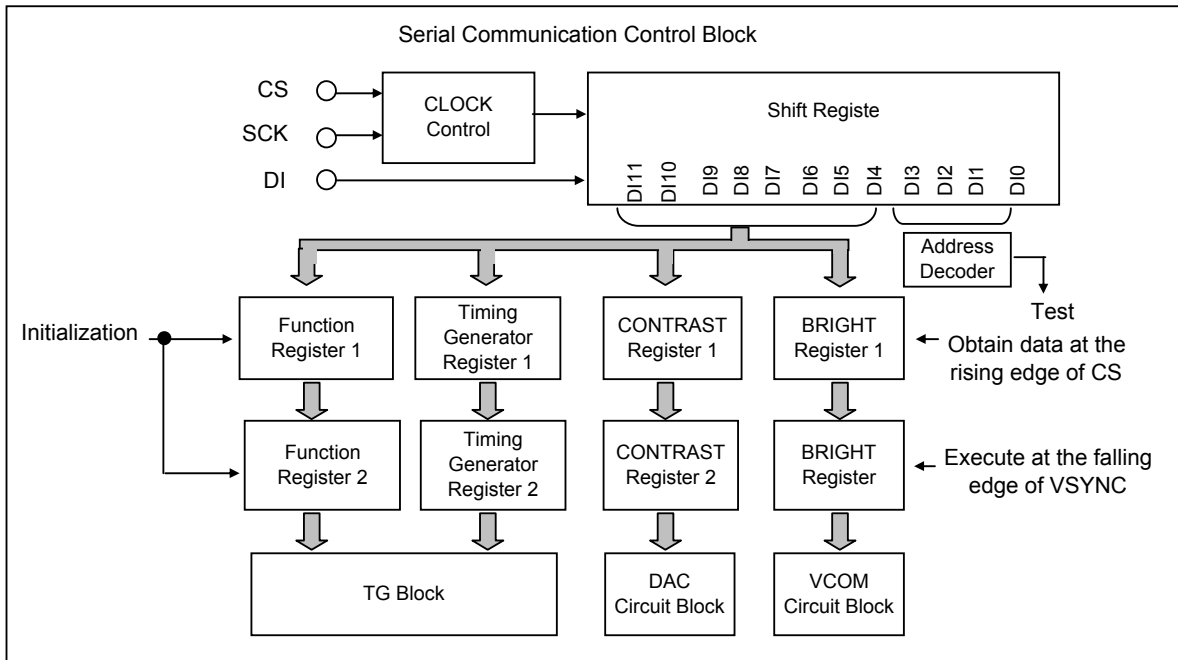 Serial Communication Control Block
CS
SCK
DI
CLOCK
Control
Shift Registe
DI11
DI10
DI9
DI8
DI7
DI6
DI5
DI4
DI3
DI2
DI1
DI0
Address
Decoder
Test
Initialization
Function
Register 1
Timing
Generator
Register 1
CONTRAST
Register 1
BRIGHT
Register 1
Obtain data at the
rising edge of CS
Function
Register 2
Timing
Generator
Register 2
CONTRAST
Register 2
BRIGHT
Register
Execute at the falling
edge of VSYNC
TG Block
DAC
Circuit Block
VCOM
Circuit Block